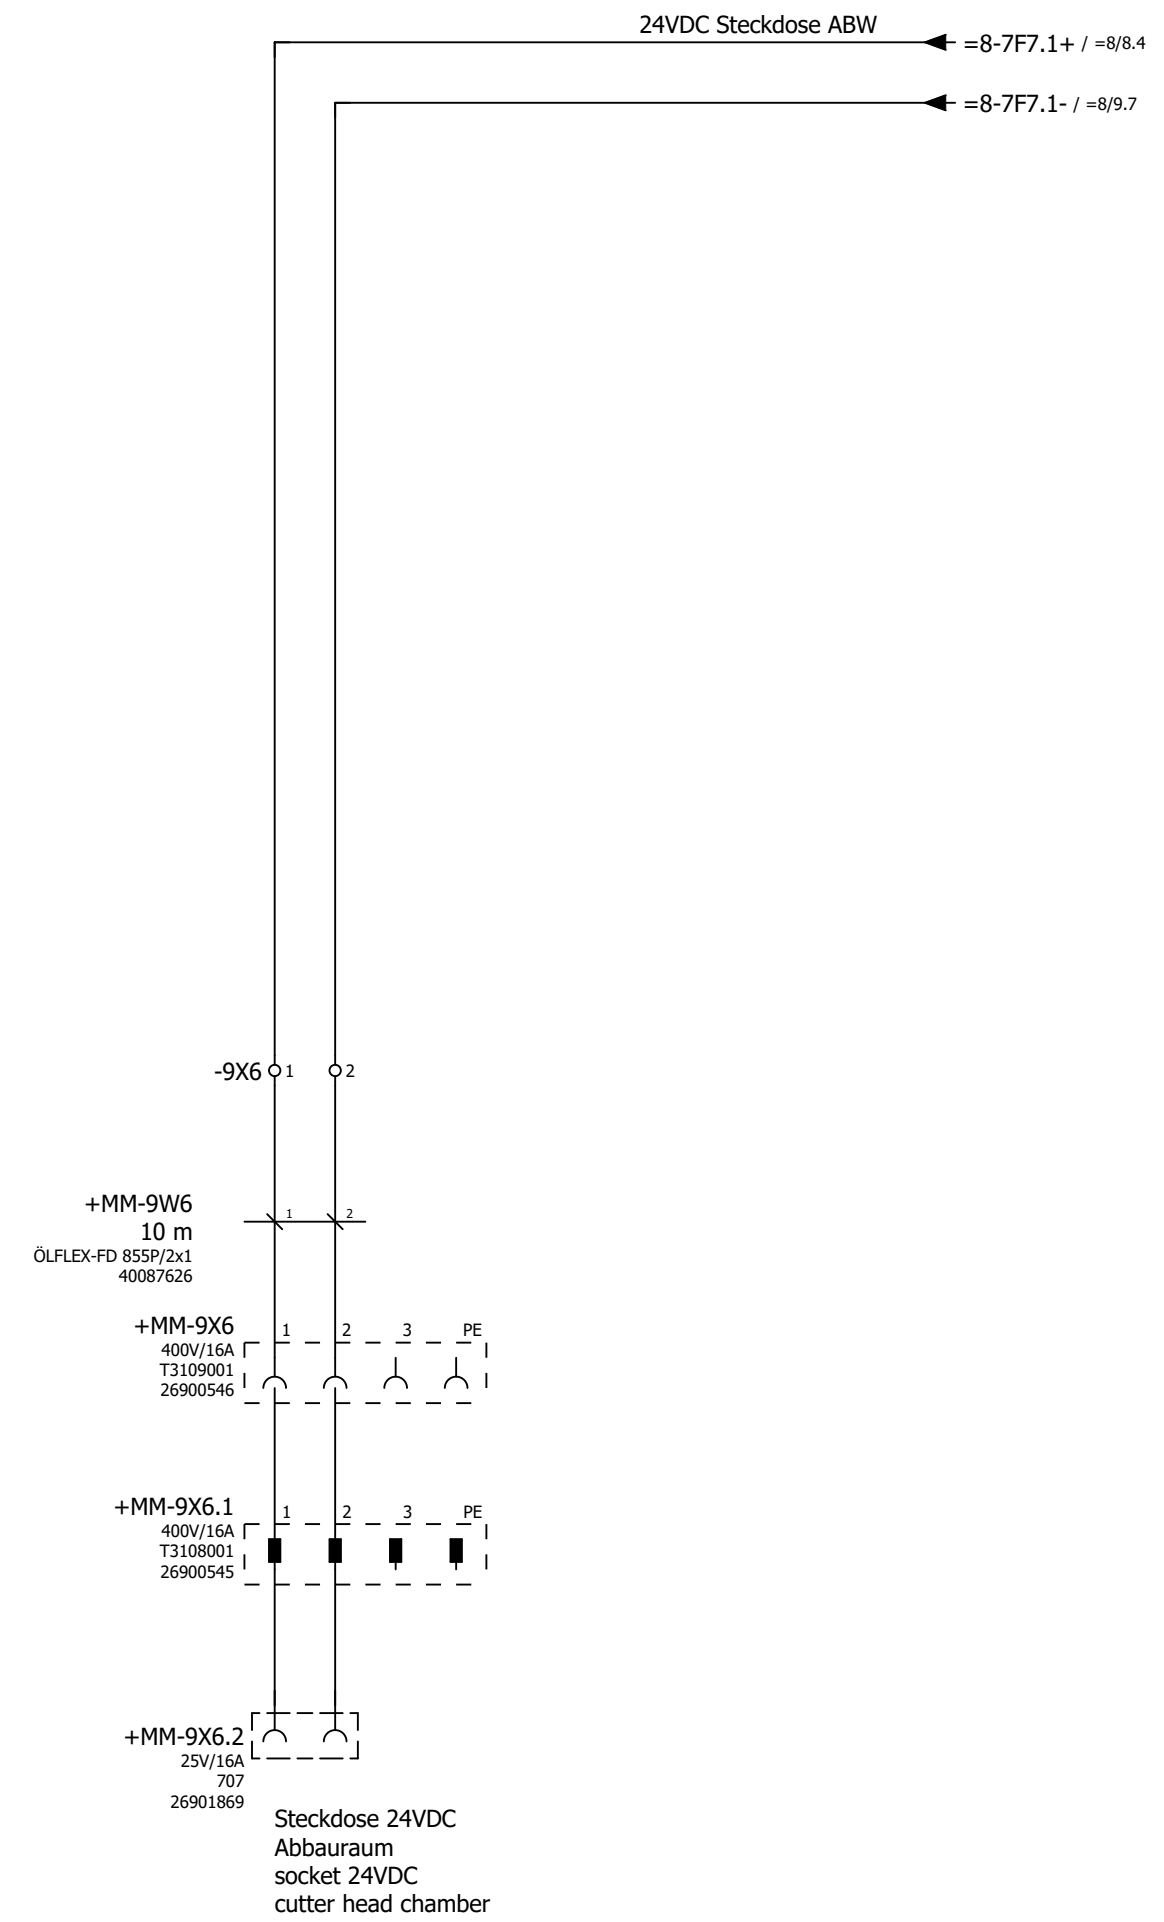 24VDC Steckdose ABW
=8-7F7.1+ / =8/8.4
=8-7F7.1- / =8/9.7
-9X6 1 2
+MM-9W6
10 m
ÖLFLEX-FD 855P/2x1
40087626
1 2
+MM-9X6
400V/16A
T3109001
26900546
1 2 3 PE
+MM-9X6.1
400V/16A
T3108001
26900545
1 2 3 PE
+MM-9X6.2
25V/16A
707
26901869
Steckdose 24VDC
Abbauraum
socket 24VDC
cutter head chamber